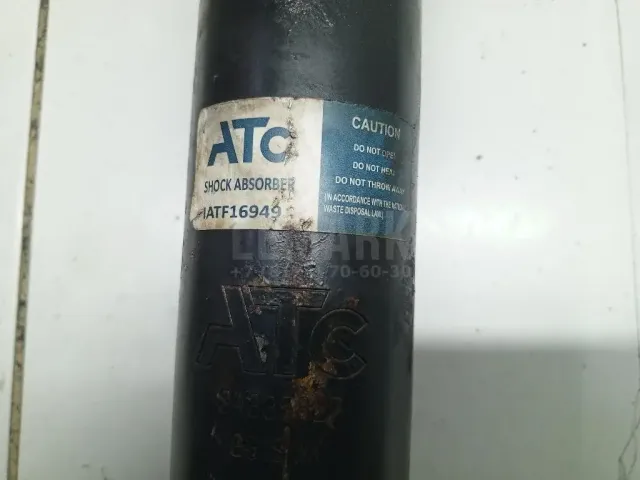 ATC
SHOCK ABSORBER
IATF16949
CAUTION
DO NOT OPEN
DO NOT HEAT
DO NOT THROW AWAY
(IN ACCORDANCE WITH THE NATIONAL
WASTE DISPOSAL LAW)
ATC